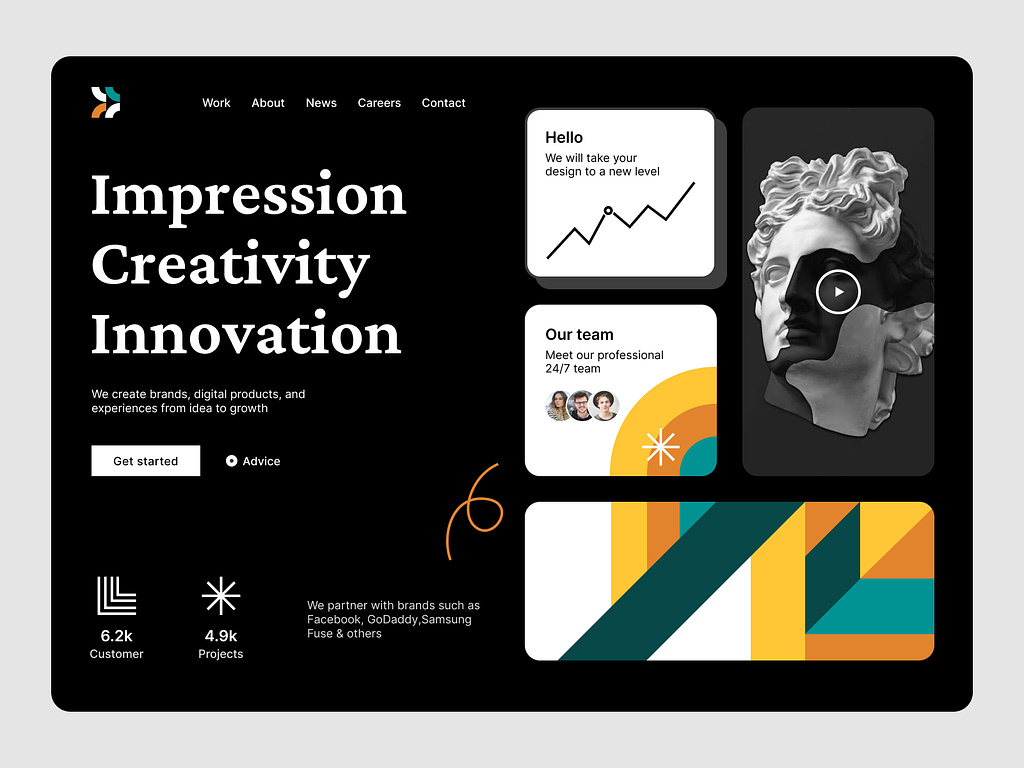 Work About News Careers Contact
Impression
Creativity
Innovation
We create brands, digital products, and
experiences from idea to growth
Get started Advice
6.2k
Customer
4.9k
Projects
We partner with brands such as
Facebook, GoDaddy,Samsung
Fuse & others
Hello
We will take your
design to a new level
Our team
Meet our professional
24/7 team